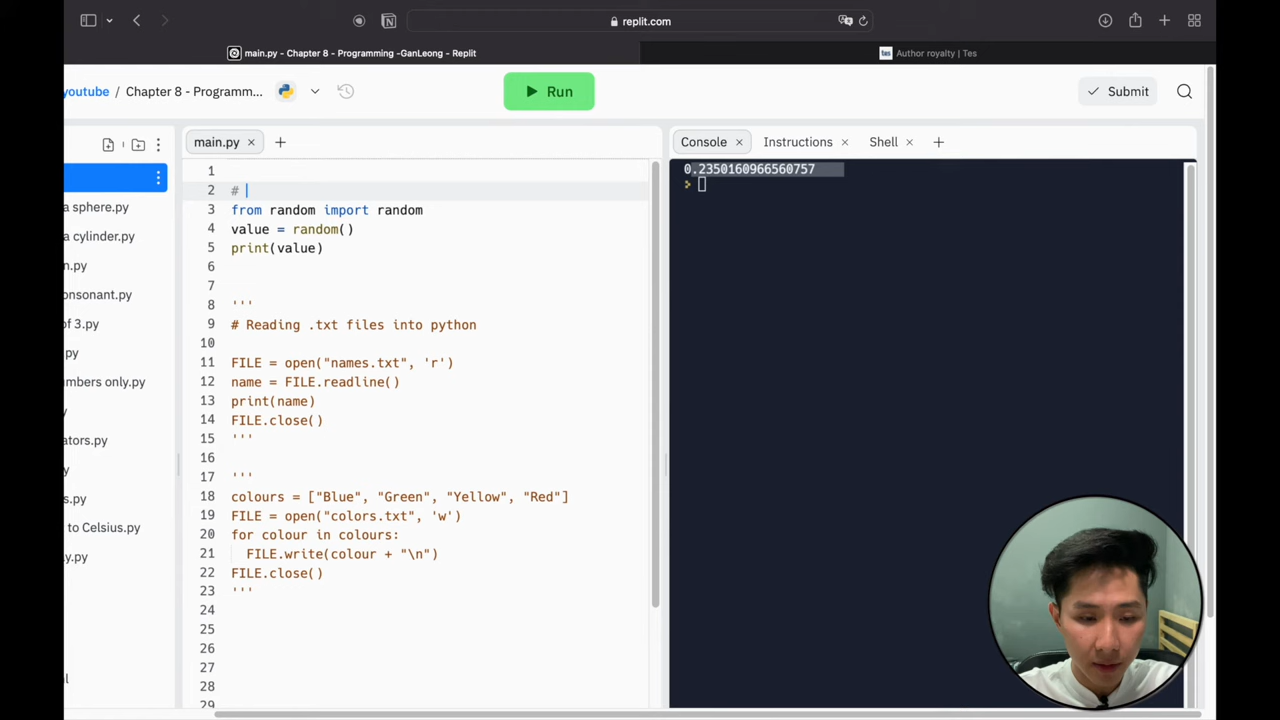 replit.com
main.py - Chapter 8 - Programming -GanLeong - Replit
tes Author royalty | Tes
youtube / Chapter 8 - Programm...
Run
Submit
main.py
Console
Instructions
Shell
a sphere.py
a cylinder.py
n.py
onsonant.py
of 3.py
py
umbers only.py
y
ators.py
y
s.py
to Celsius.py
y.py
al
1
2 #
3 from random import random
4 value = random()
5 print(value)
6
7
8 '''
9 # Reading .txt files into python
10
11 FILE = open("names.txt", 'r')
12 name = FILE.readline()
13 print(name)
14 FILE.close()
15 '''
16
17 '''
18 colours = ["Blue", "Green", "Yellow", "Red"]
19 FILE = open("colors.txt", 'w')
20 for colour in colours:
21 FILE.write(colour + "\n")
22 FILE.close()
23 '''
24
25
26
27
28
29
0.2350160966560757